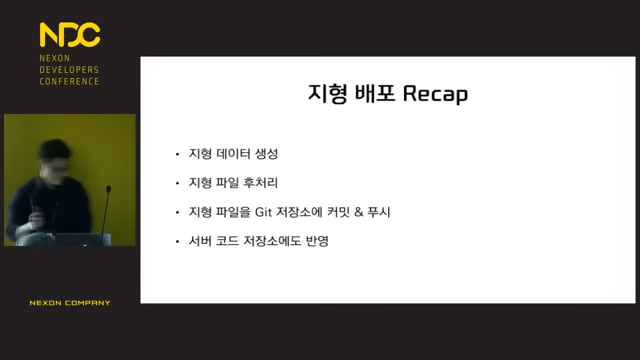 NDC
NEXON
DEVELOPERS
CONFERENCE
지형 배포 Recap
• 지형 데이터 생성
• 지형 파일 후처리
• 지형 파일을 Git 저장소에 커밋 & 푸시
• 서버 코드 저장소에도 반영
NEXON COMPANY